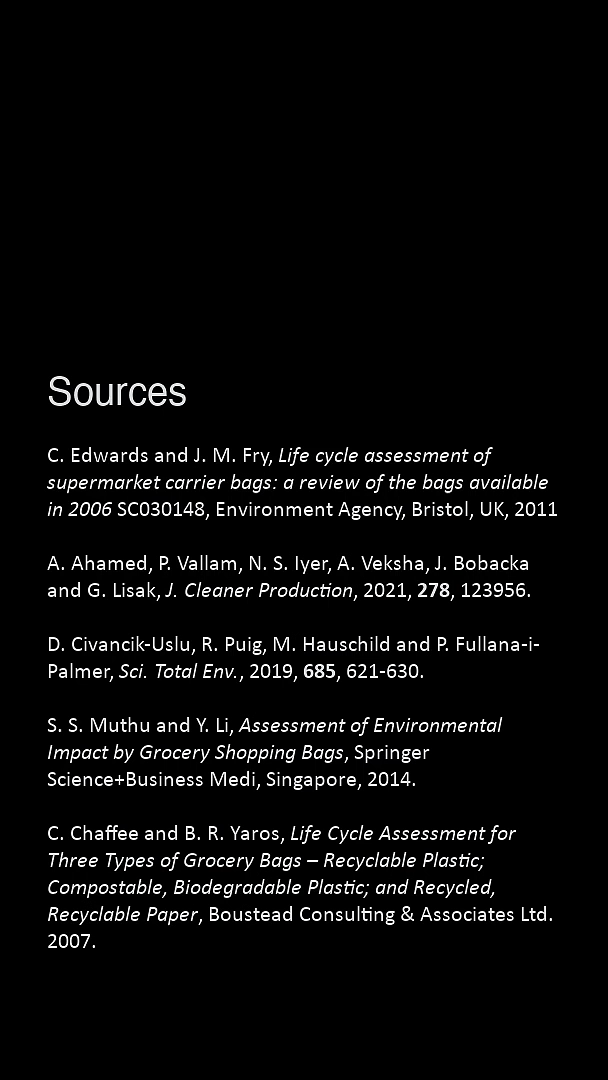 Sources
C. Edwards and J. M. Fry, Life cycle assessment of
supermarket carrier bags: a review of the bags available
in 2006 SC030148, Environment Agency, Bristol, UK, 2011
A. Ahamed, P. Vallam, N. S. Iyer, A. Veksha, J. Bobacka
and G. Lisak, J. Cleaner Production, 2021, 278, 123956.
D. Civancik-Uslu, R. Puig, M. Hauschild and P. Fullana-i-
Palmer, Sci. Total Env., 2019, 685, 621-630.
S. S. Muthu and Y. Li, Assessment of Environmental
Impact by Grocery Shopping Bags, Springer
Science+Business Medi, Singapore, 2014.
C. Chaffee and B. R. Yaros, Life Cycle Assessment for
Three Types of Grocery Bags – Recyclable Plastic;
Compostable, Biodegradable Plastic; and Recycled,
Recyclable Paper, Boustead Consulting & Associates Ltd.
2007.